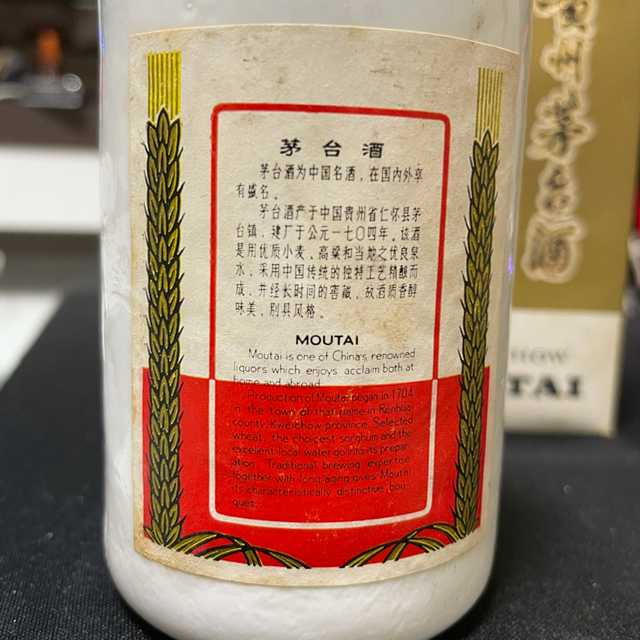 茅台酒
茅台酒为中国名酒，在国内外享
有盛名。
茅台酒产于中国贵州省仁怀县茅
台镇，建厂于公元一七〇四年。该酒
是用优质小麦、高粱和当地之优良泉
水，采用中国传统的独特工艺精酿而
成，并经长时间的窖藏，故酒质香醇
味美，别具风格。
MOUTAI
Moutai is one of China's renowned
liquors which enjoys acclaim both at
home and abroad.
Production of Moutai began in 1704
in the town of that name in Renhuai
county, Kweichow province. Selected
wheat, the choicest sorghum and the
excellent local water go into its prepar-
ation. Traditional brewing expertise
together with long aging gives Moutai
its characteristically distinctive bou-
quet.
贵州茅台酒
CHOW
TAI